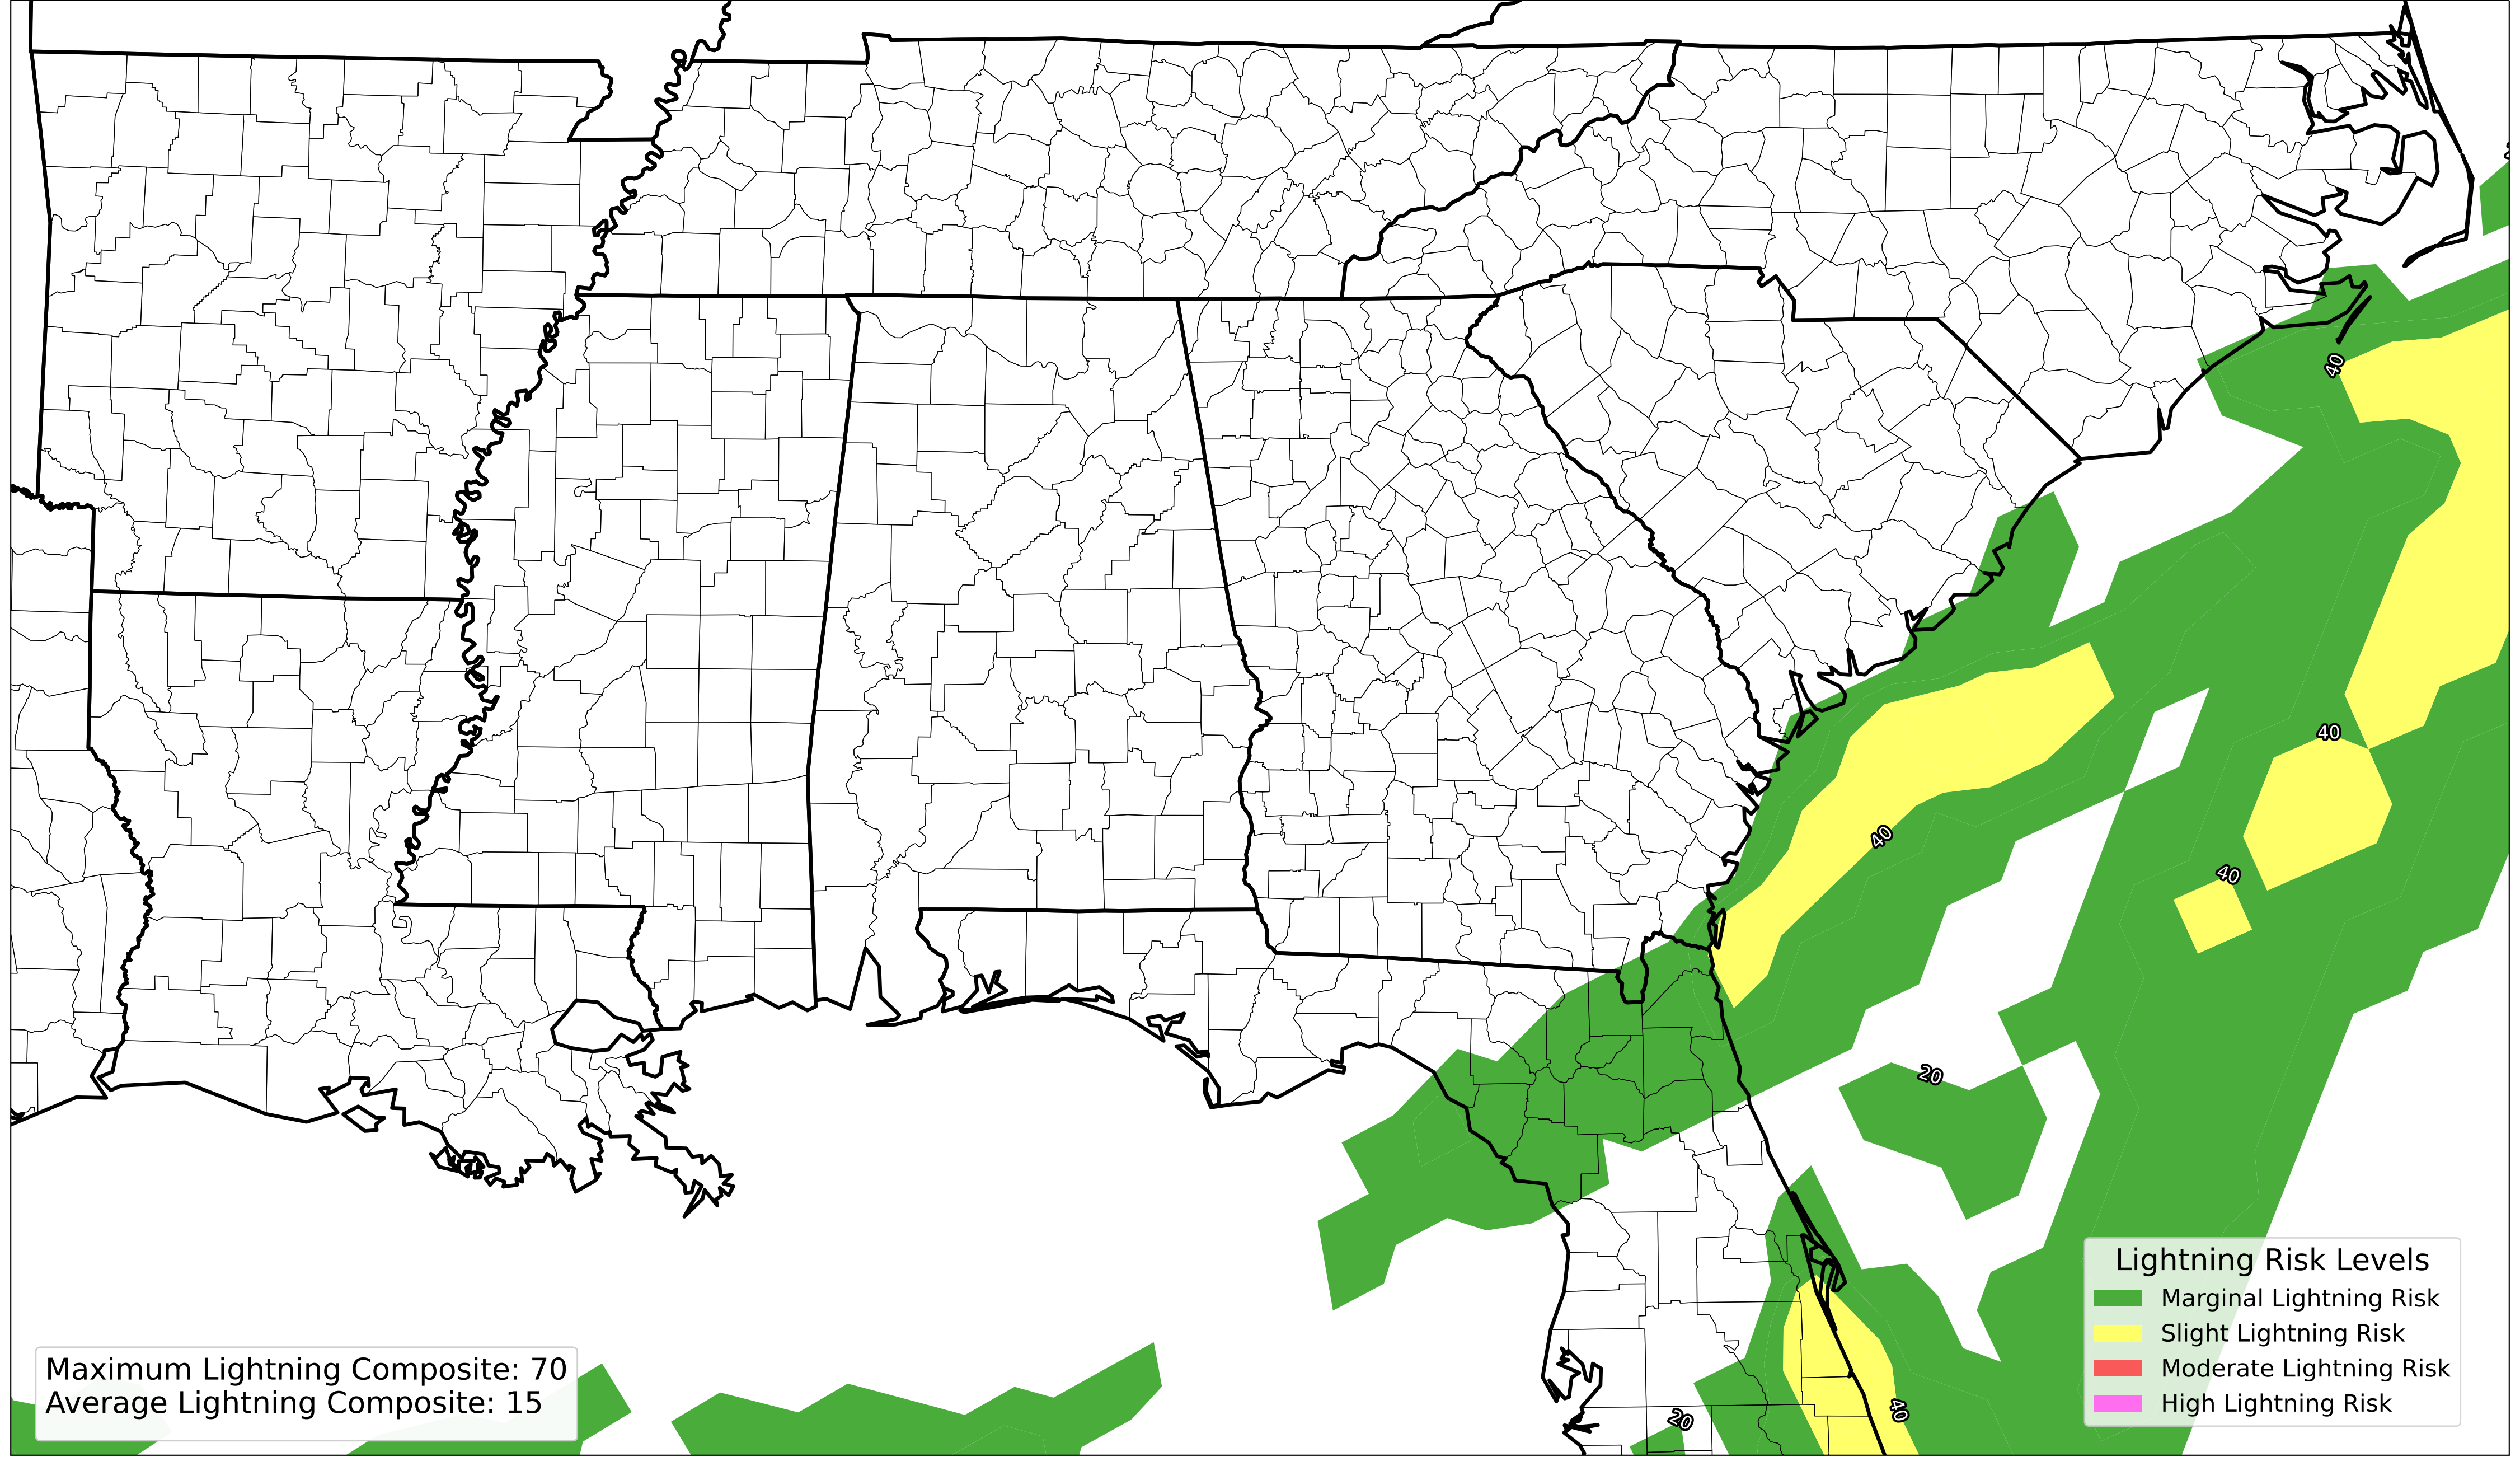 40
40
40
40
20
20
40
Lightning Risk Levels
Marginal Lightning Risk
Slight Lightning Risk
Moderate Lightning Risk
High Lightning Risk
Maximum Lightning Composite: 70
Average Lightning Composite: 15